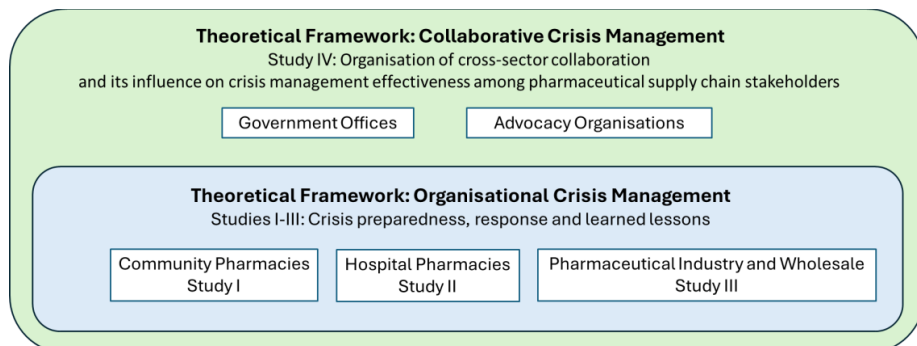 Theoretical Framework: Collaborative Crisis Management
Study IV: Organisation of cross-sector collaboration
and its influence on crisis management effectiveness among pharmaceutical supply chain stakeholders
Government Offices
Advocacy Organisations
Theoretical Framework: Organisational Crisis Management
Studies I-III: Crisis preparedness, response and learned lessons
Community Pharmacies
Study I
Hospital Pharmacies
Study II
Pharmaceutical Industry and Wholesale
Study III